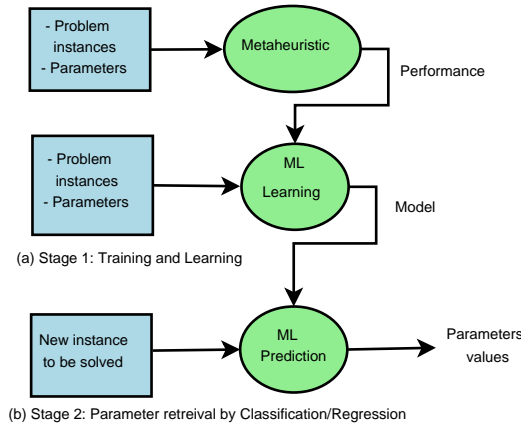 - Problem
instances
- Parameters
Metaheuristic
Performance
- Problem
instances
- Parameters
ML
Learning
Model
(a) Stage 1: Training and Learning
New instance
to be solved
ML
Prediction
Parameters
values
(b) Stage 2: Parameter retreival by Classification/Regression